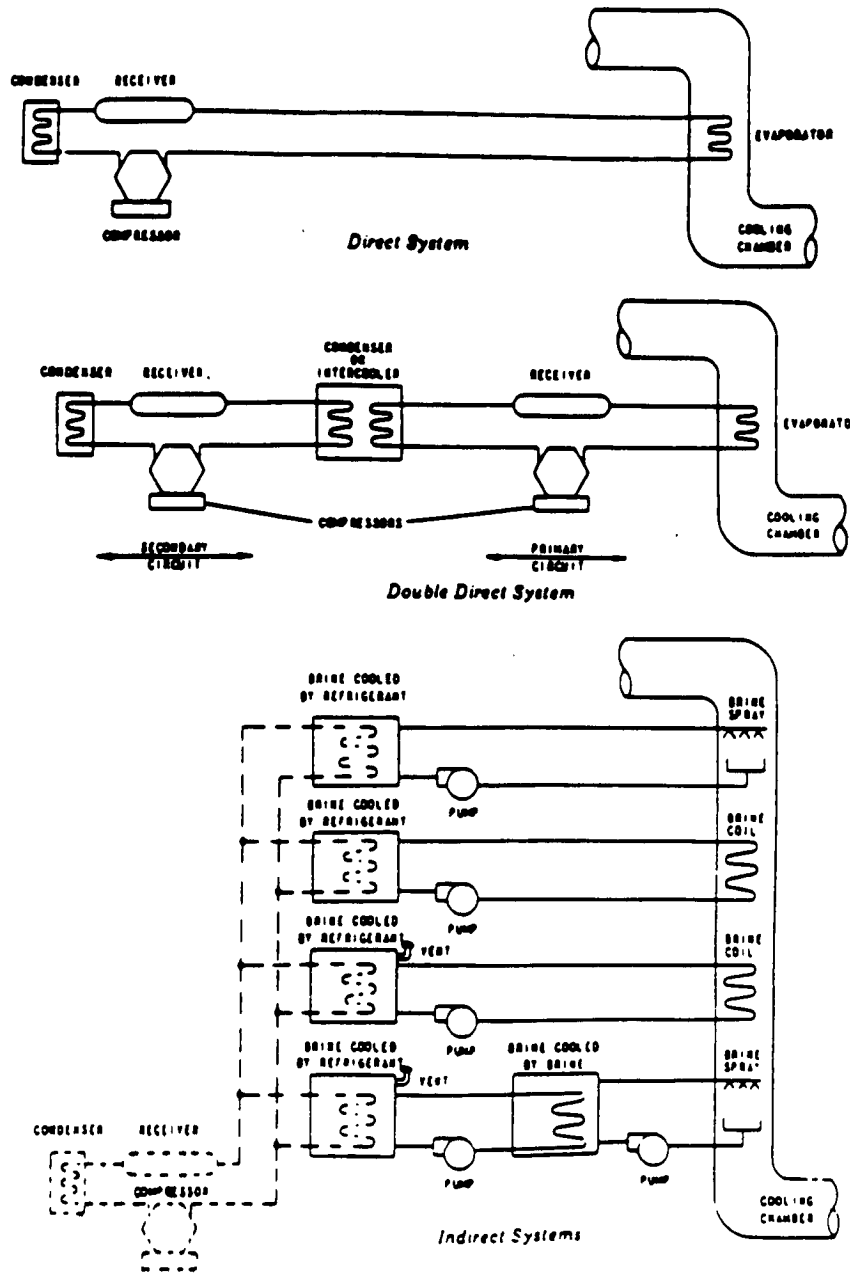 CONDENSER RECEIVER
EVAPORATOR
COMPRESSOR
COOLING
CHAMBER
Direct System
CONDENSER
OR
INTERCOOLER
CONDENSER RECEIVER RECEIVER
EVAPORATO
COMPRESSORS
COOLING
CHAMBER
SECONDARY
CIRCUIT
PRIMARY
CIRCUIT
Double Direct System
BRINE COOLED
BY REFRIGERANT
BRINE
SPRAY
PUMP
BRINE COOLED
BY REFRIGERANT
BRINE
COIL
PUMP
BRINE COOLED
BY REFRIGERANT
VENT
BRINE
COIL
PUMP
BRINE COOLED
BY REFRIGERANT
VENT
BRINE COOLED
BY BRINE
BRINE
SPRAY
PUMP
PUMP
CONDENSER RECEIVER
COMPRESSOR
COOLING
CHAMBER
Indirect Systems